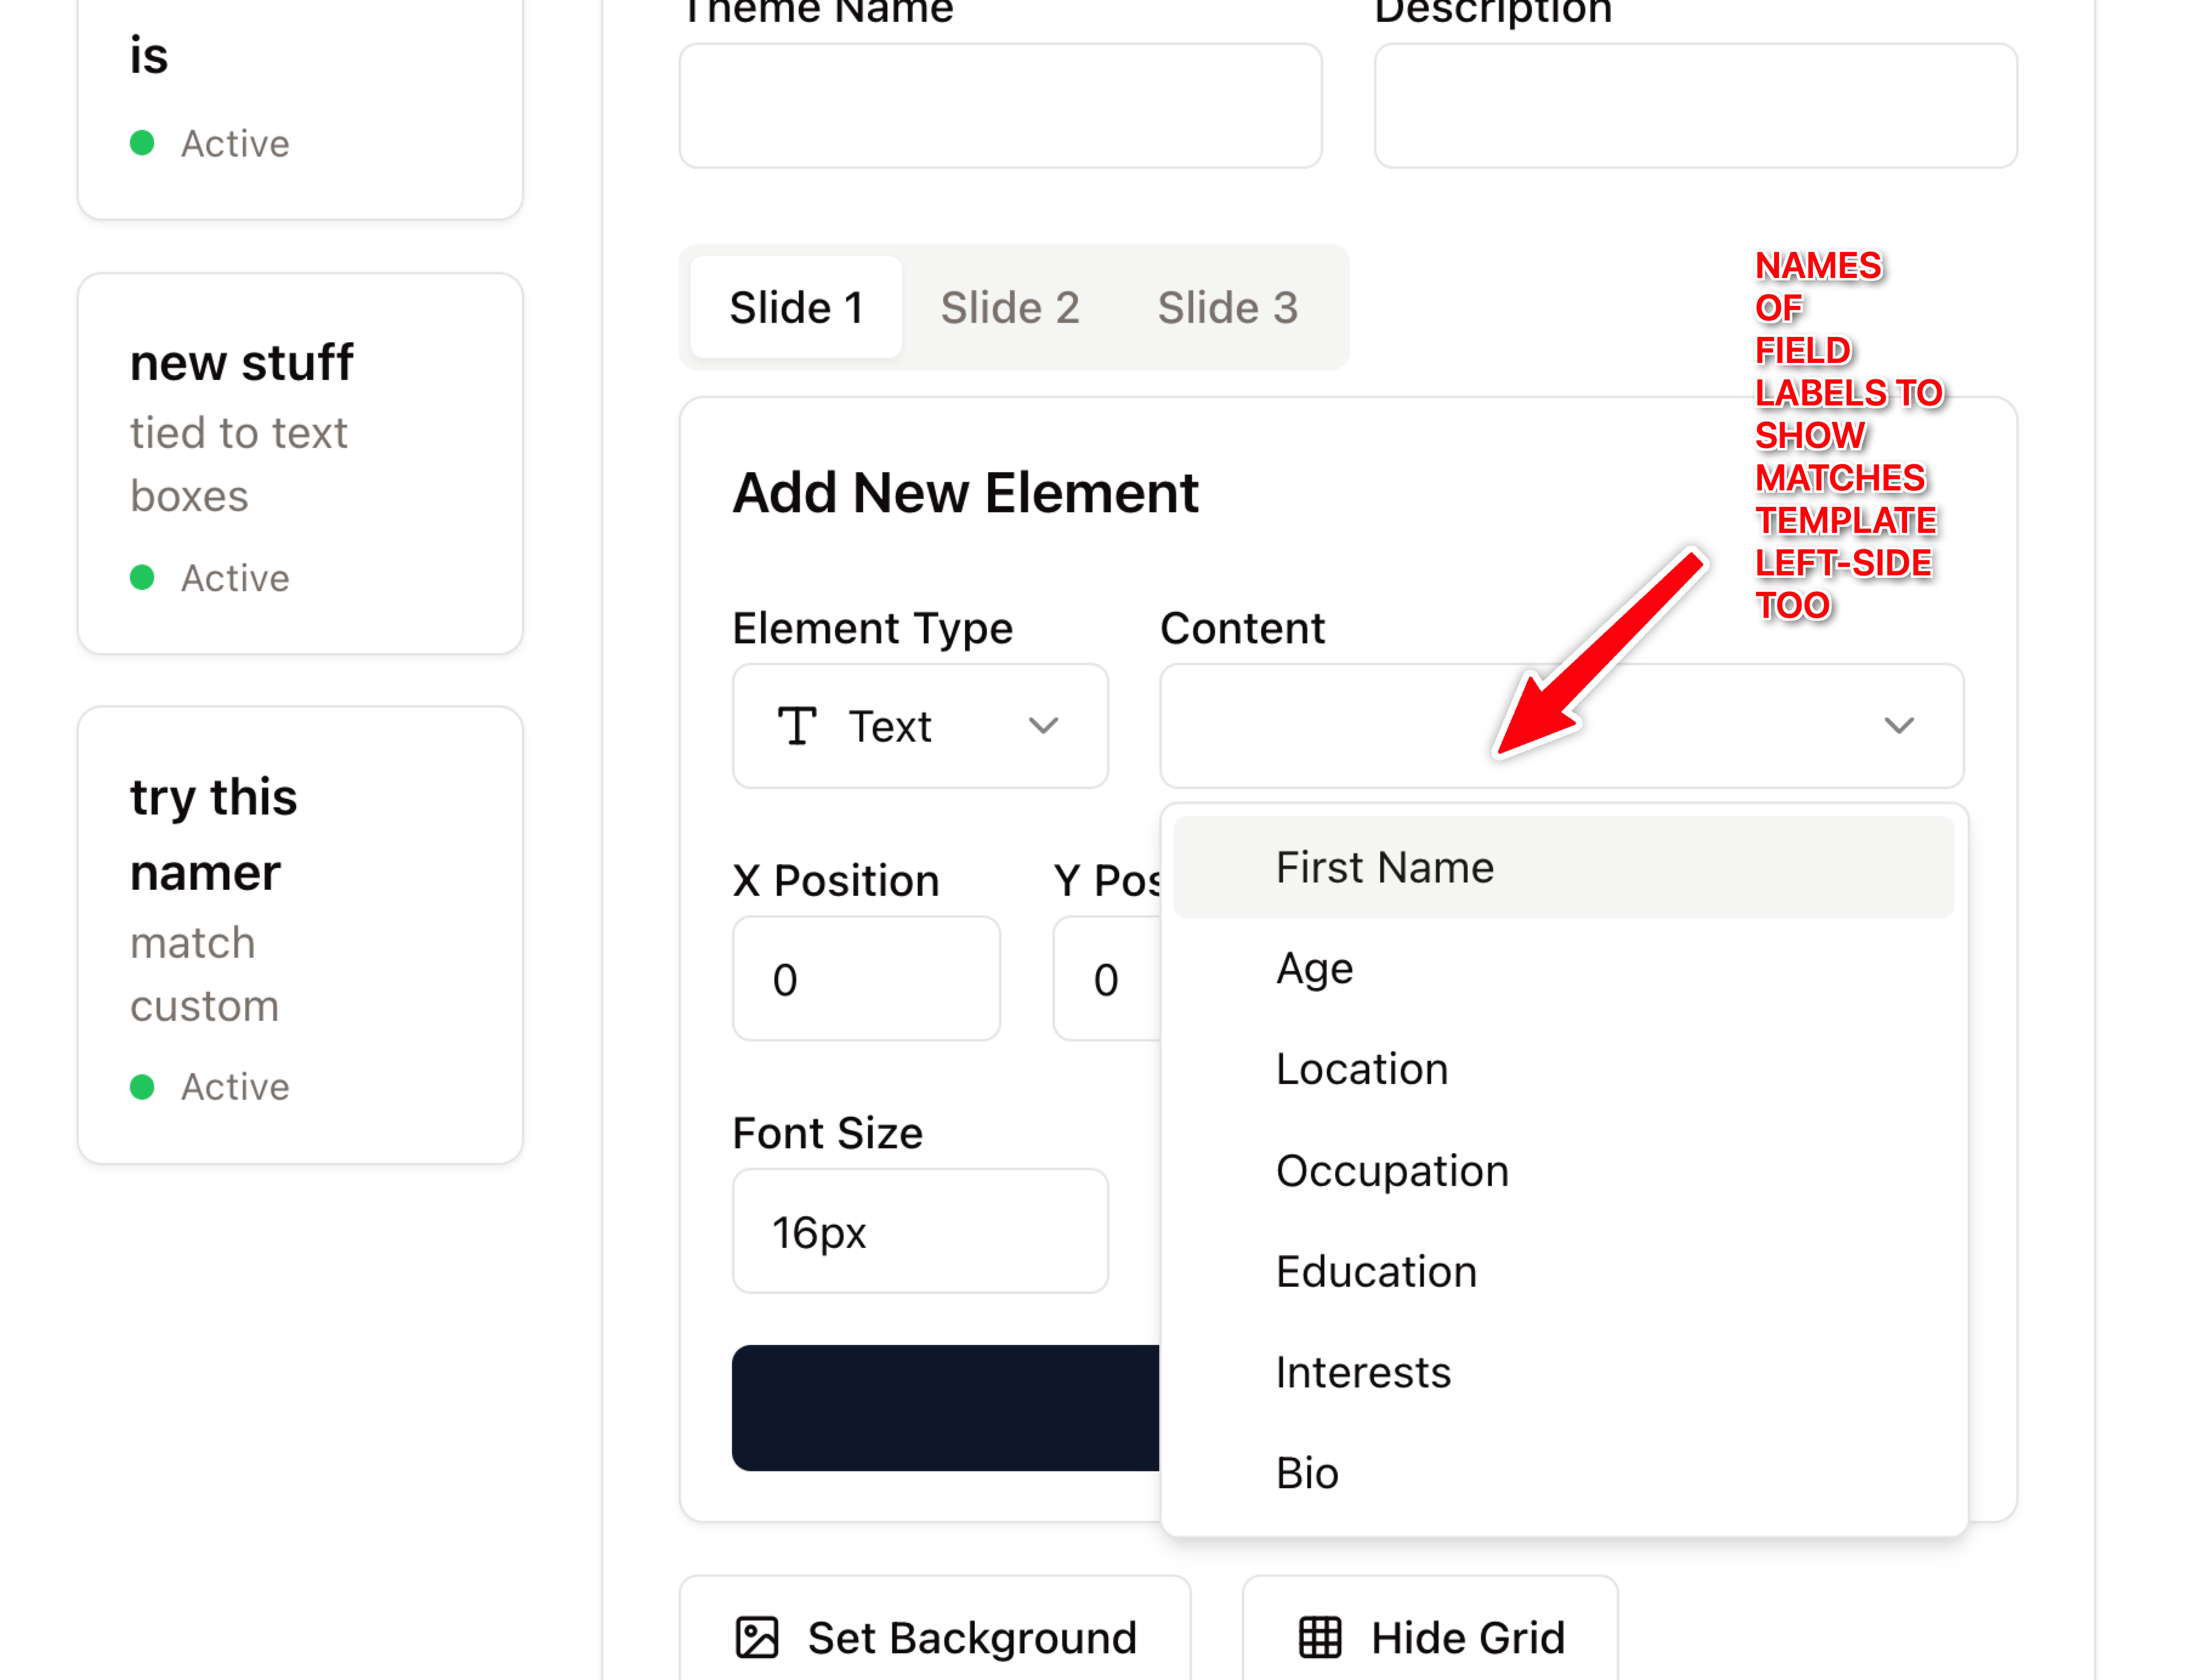 Theme Name
Description
is
Active
Slide 1
Slide 2
Slide 3
NAMES
OF
FIELD
LABELS TO
SHOW
MATCHES
TEMPLATE
LEFT-SIDE
TOO
new stuff
tied to text
boxes
Active
Add New Element
Element Type
Content
Text
try this
namer
match
custom
Active
X Position
Y Pos
0
0
Font Size
16px
First Name
Age
Location
Occupation
Education
Interests
Bio
Set Background
Hide Grid